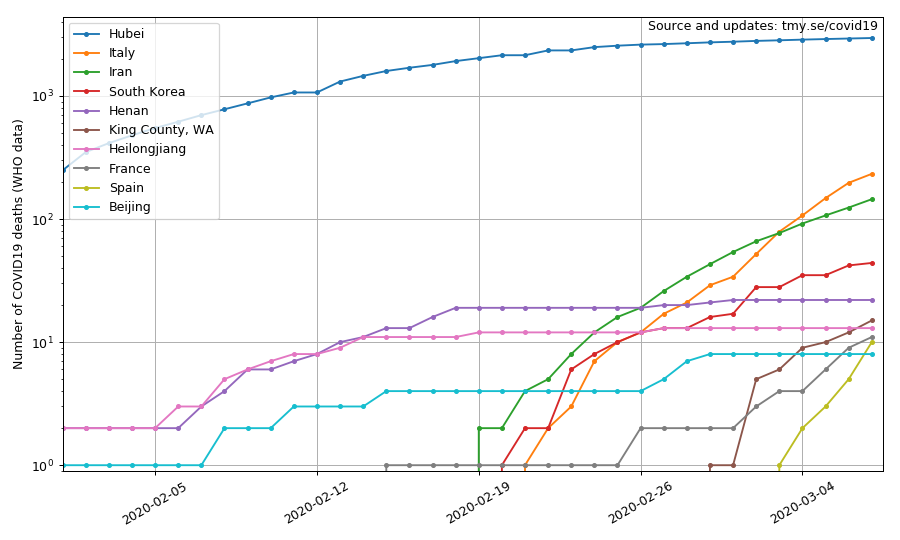 Source and updates: tmy.se/covid19
Hubei
Italy
Iran
South Korea
Henan
King County, WA
Heilongjiang
France
Spain
Beijing
Number of COVID19 deaths (WHO data)
10³
10²
10¹
10⁰
2020-02-05
2020-02-12
2020-02-19
2020-02-26
2020-03-04